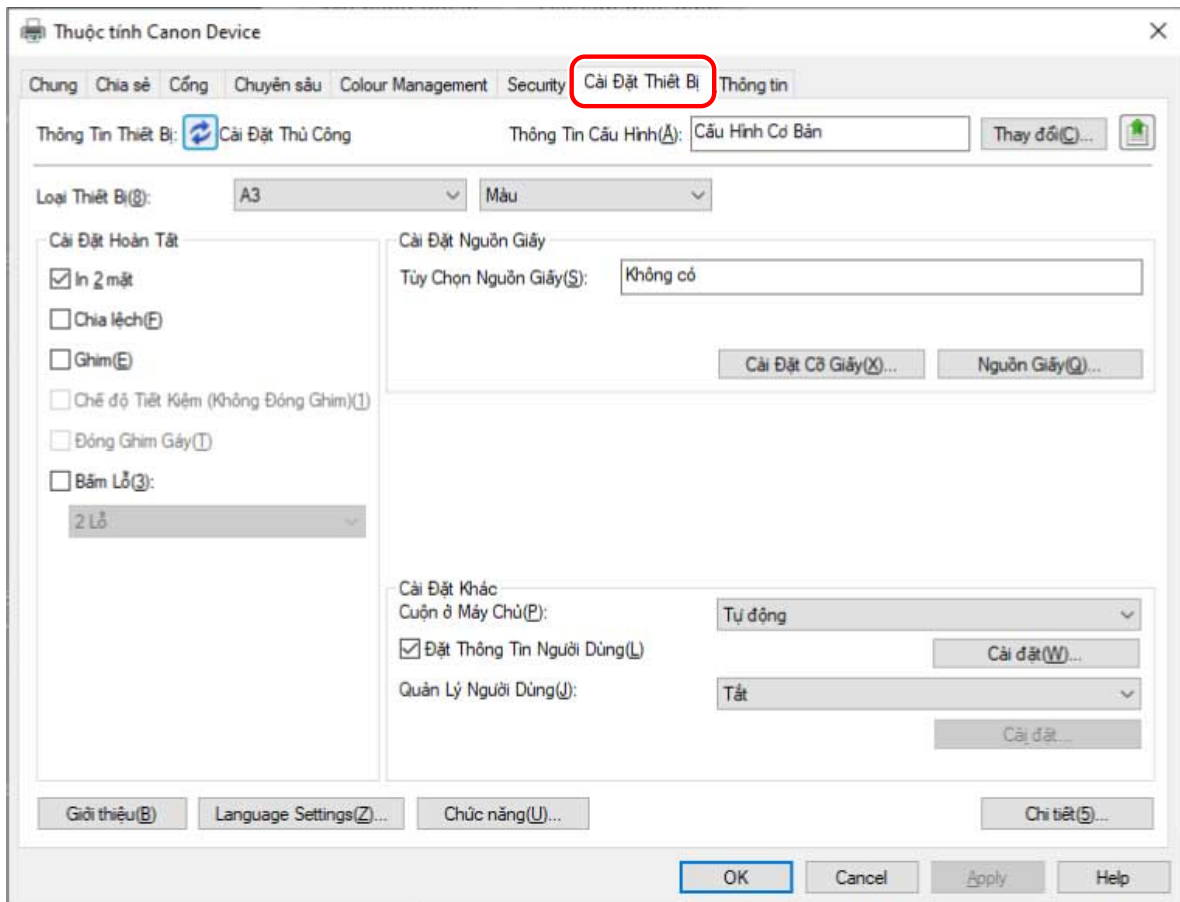 Thuộc tính Canon Device
Chung Chia sẻ Cổng Chuyên sâu Colour Management Security Cài Đặt Thiết Bị Thông tin
Thông Tin Thiết Bị: Cài Đặt Thủ Công Thông Tin Cấu Hình(A): Cấu Hình Cơ Bản Thay đổi(C)...
Loại Thiết Bị(8): A3 Màu
Cài Đặt Hoàn Tất
In 2 mặt
Chia lệch(F)
Ghim(E)
Chế độ Tiết Kiệm (Không Đóng Ghim)(1)
Đóng Ghim Gáy(T)
Bấm Lỗ(3):
2 Lỗ
Cài Đặt Nguồn Giấy
Tùy Chọn Nguồn Giấy(S): Không có
Cài Đặt Cỡ Giấy(X)... Nguồn Giấy(Q)...
Cài Đặt Khác
Cuộn ở Máy Chủ(P): Tự động
Đặt Thông Tin Người Dùng(L) Cài đặt(W)...
Quản Lý Người Dùng(J): Tắt
Cài đặt...
Giới thiệu(B) Language Settings(Z)... Chức năng(U)... Chi tiết(5)...
OK Cancel Apply Help